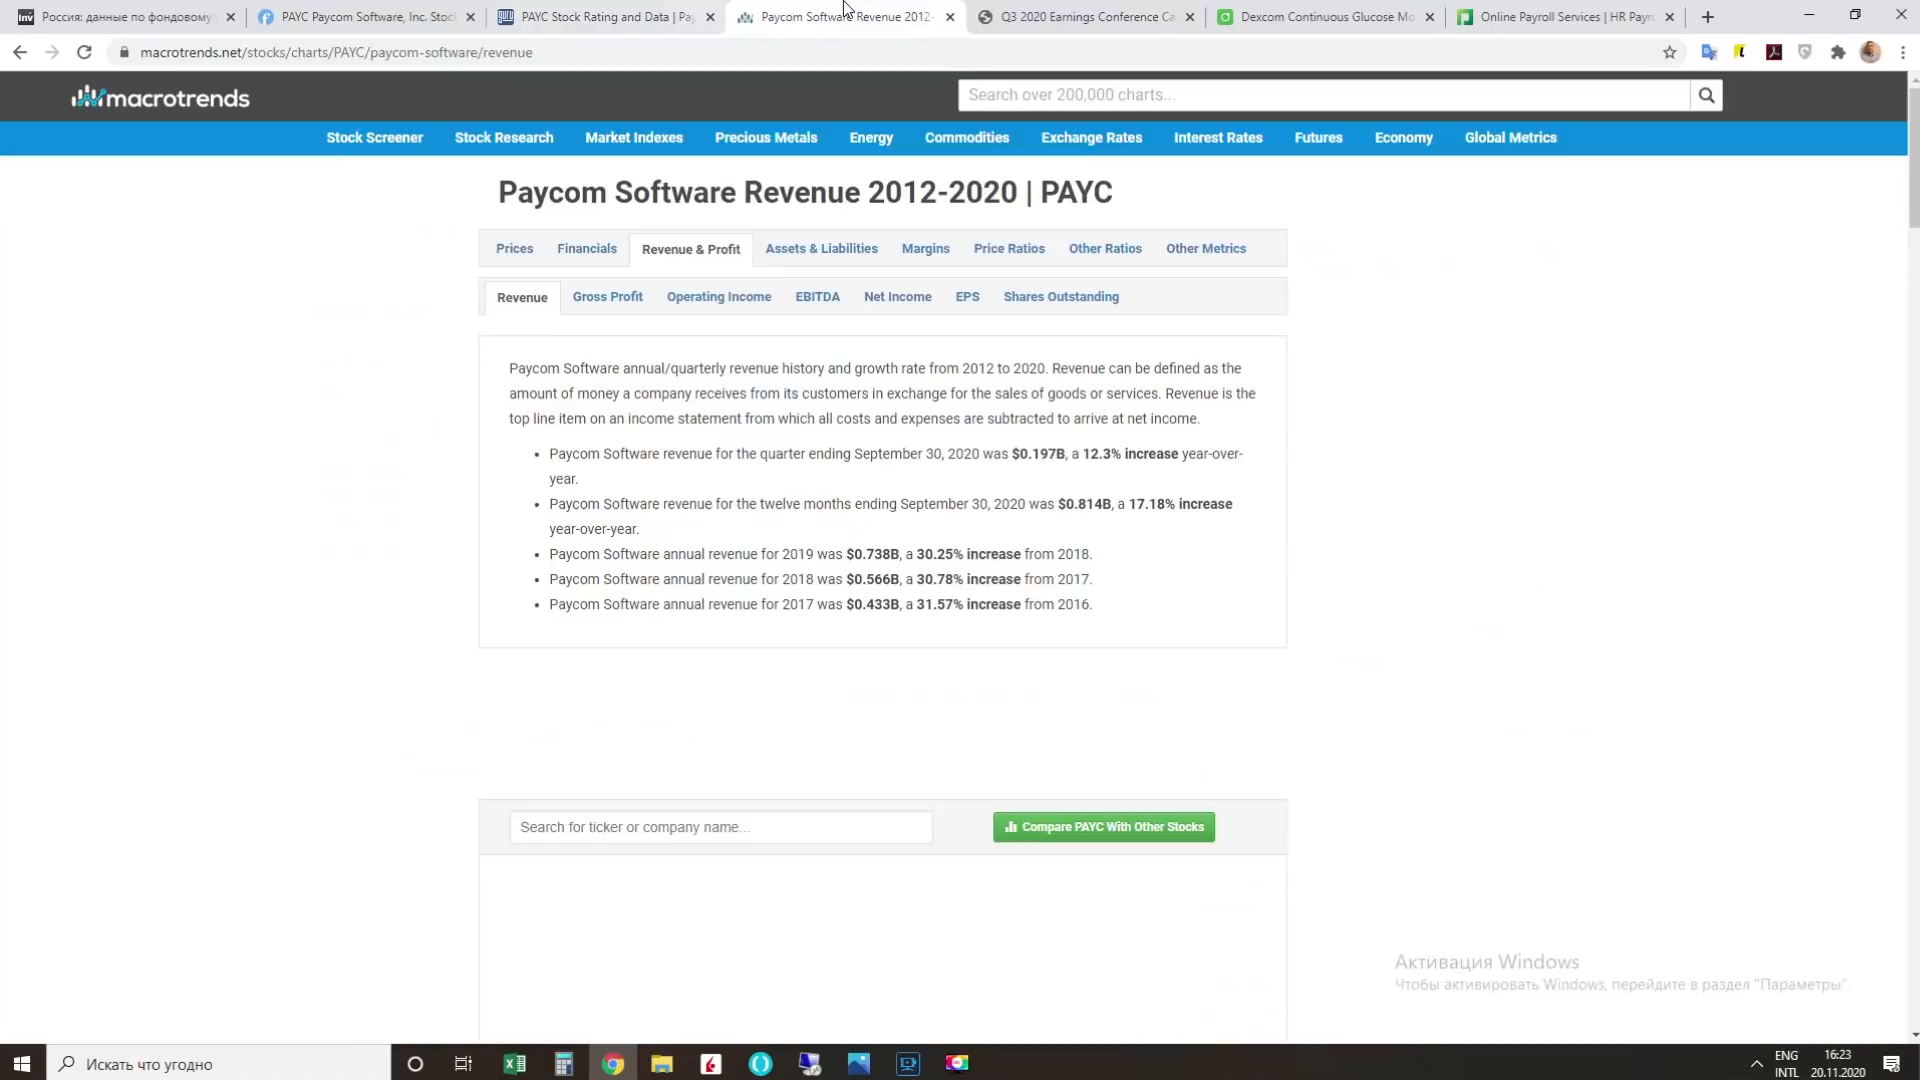 Россия: данные по фондовому
PAYC Paycom Software, Inc. Stoc
PAYC Stock Rating and Data | Pay
Paycom Software Revenue 2012-
Q3 2020 Earnings Conference Ca
Dexcom Continuous Glucose Mo
Online Payroll Services | HR Payro
macrotrends.net/stocks/charts/PAYC/paycom-software/revenue
macrotrends
Search over 200,000 charts...
Stock Screener Stock Research Market Indexes Precious Metals Energy Commodities Exchange Rates Interest Rates Futures Economy Global Metrics
Paycom Software Revenue 2012-2020 | PAYC
Prices Financials Revenue & Profit Assets & Liabilities Margins Price Ratios Other Ratios Other Metrics
Revenue Gross Profit Operating Income EBITDA Net Income EPS Shares Outstanding
Paycom Software annual/quarterly revenue history and growth rate from 2012 to 2020. Revenue can be defined as the
amount of money a company receives from its customers in exchange for the sales of goods or services. Revenue is the
top line item on an income statement from which all costs and expenses are subtracted to arrive at net income.
• Paycom Software revenue for the quarter ending September 30, 2020 was $0.197B, a 12.3% increase year-over-
year.
• Paycom Software revenue for the twelve months ending September 30, 2020 was $0.814B, a 17.18% increase
year-over-year.
• Paycom Software annual revenue for 2019 was $0.738B, a 30.25% increase from 2018.
• Paycom Software annual revenue for 2018 was $0.566B, a 30.78% increase from 2017.
• Paycom Software annual revenue for 2017 was $0.433B, a 31.57% increase from 2016.
Search for ticker or company name...
Compare PAYC With Other Stocks
Активация Windows
Чтобы активировать Windows, перейдите в раздел "Параметры".
Искать что угодно
ENG
INTL
16:23
20.11.2020